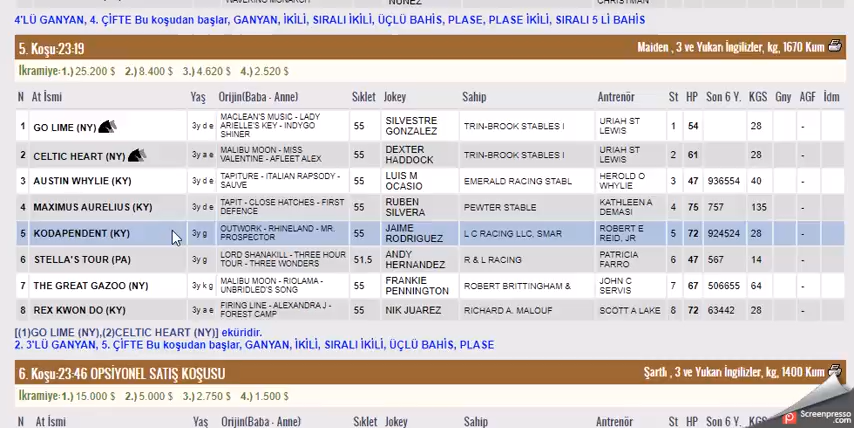 NUNEZ
CHRISTMAN
4'LÜ GANYAN, 4. ÇİFTE Bu koşudan başlar, GANYAN, İKİLİ, SIRALI İKİLİ, ÜÇLÜ BAHİS, PLASE, PLASE İKİLİ, SIRALI 5 Lİ BAHİS
5. Koşu:23:19 Maiden , 3 ve Yukarı İngilizler, kg, 1670 Kum
İkramiye:1.) 25.200 $ 2.) 8.400 $ 3.) 4.620 $ 4.) 2.520 $
N At İsmi Yaş Orijin(Baba - Anne) Sıklet Jokey Sahip Antrenör St HP Son 6 Y. KGS Gny AGF İdm
1 GO LIME (NY) 3y d e MACLEAN'S MUSIC - LADY ARIELLE'S KEY - INDYGO SHINER 55 SILVESTRE GONZALEZ TRIN-BROOK STABLES I URIAH ST LEWIS 1 54 28 -
2 CELTIC HEART (NY) 3y a e MALIBU MOON - MISS VALENTINE - AFLEET ALEX 55 DEXTER HADDOCK TRIN-BROOK STABLES I URIAH ST LEWIS 2 61 28 -
3 AUSTIN WHYLIE (KY) 3y d e TAPITURE - ITALIAN RAPSODY - SAUVE 55 LUIS M OCASIO EMERALD RACING STABL HEROLD O WHYLIE 3 47 936554 40 -
4 MAXIMUS AURELIUS (KY) 3y d e TAPIT - CLOSE HATCHES - FIRST DEFENCE 55 RUBEN SILVERA PEWTER STABLE KATHLEEN A DEMASI 4 75 757 135 -
5 KODAPENDENT (KY) 3y g OUTWORK - RHINELAND - MR. PROSPECTOR 55 JAIME RODRIGUEZ L C RACING LLC, SMAR ROBERT E REID, JR 5 72 924524 28 -
6 STELLA'S TOUR (PA) 3y g LORD SHANAKILL - THREE HOUR TOUR - THREE WONDERS 51.5 ANDY HERNANDEZ R & L RACING PATRICIA FARRO 6 47 567 14 -
7 THE GREAT GAZOO (NY) 3y k g MALIBU MOON - RIOLAMA - UNBRIDLED'S SONG 55 FRANKIE PENNINGTON ROBERT BRITTINGHAM & JOHN C SERVIS 7 67 506655 64 -
8 REX KWON DO (KY) 3y a e FIRING LINE - ALEXANDRA J - FOREST CAMP 55 NIK JUAREZ RICHARD A. MALOUF SCOTT A LAKE 8 72 63442 28 -
[(1)GO LIME (NY),(2)CELTIC HEART (NY)] eküridir.
2. 3'LÜ GANYAN, 5. ÇİFTE Bu koşudan başlar, GANYAN, İKİLİ, SIRALI İKİLİ, ÜÇLÜ BAHİS, PLASE
6. Koşu:23:46 OPSİYONEL SATIŞ KOŞUSU Şartlı , 3 ve Yukarı İngilizler, kg, 1400 Kum
İkramiye:1.) 15.000 $ 2.) 5.000 $ 3.) 2.750 $ 4.) 1.500 $
N At İsmi Yaş Orijin(Baba - Anne) Sıklet Jokey Sahip Antrenör St HP Son 6 Y. KGS
Screenpresso
screenpresso.com